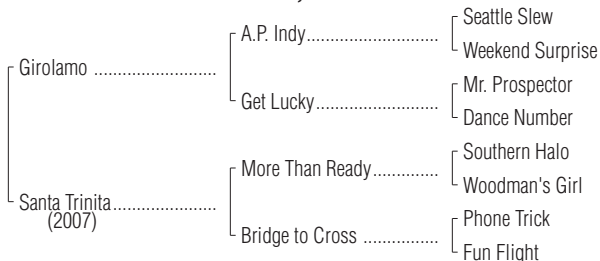 Seattle Slew
A.P. Indy..............................
Weekend Surprise
Girolamo ............................
Mr. Prospector
Get Lucky............................
Dance Number
Southern Halo
More Than Ready...............
Woodman's Girl
Santa Trinita........................
(2007)
Phone Trick
Bridge to Cross .................
Fun Flight